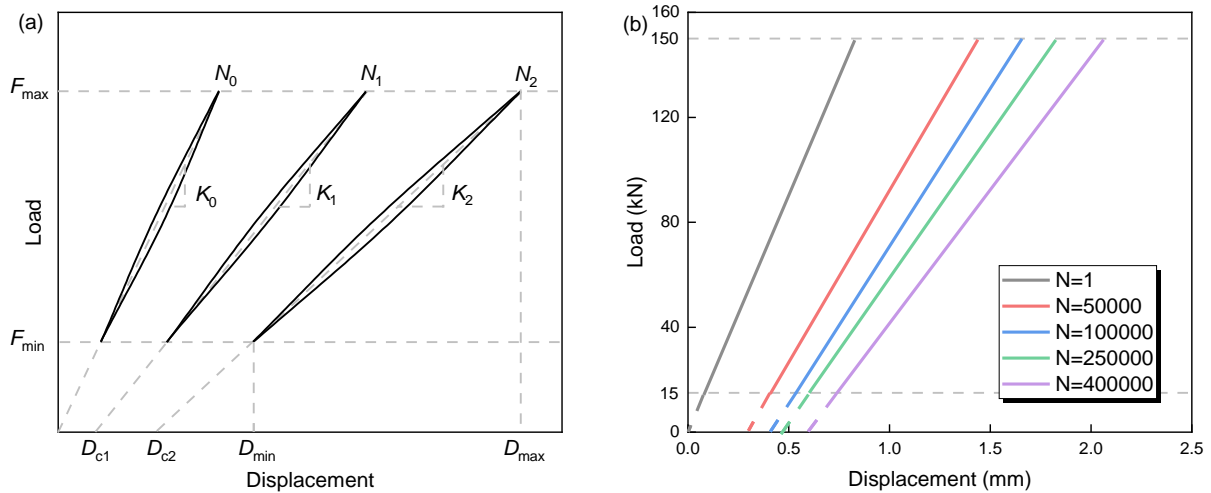 (a)
N0 N1 N2
Fmax
K0 K1 K2
Load
Fmin
Dc1 Dc2 Dmin Dmax
Displacement
(b)
160
150
120
80
40
15
0
Load (kN)
N=1
N=50000
N=100000
N=250000
N=400000
0.0 0.5 1.0 1.5 2.0 2.5
Displacement (mm)